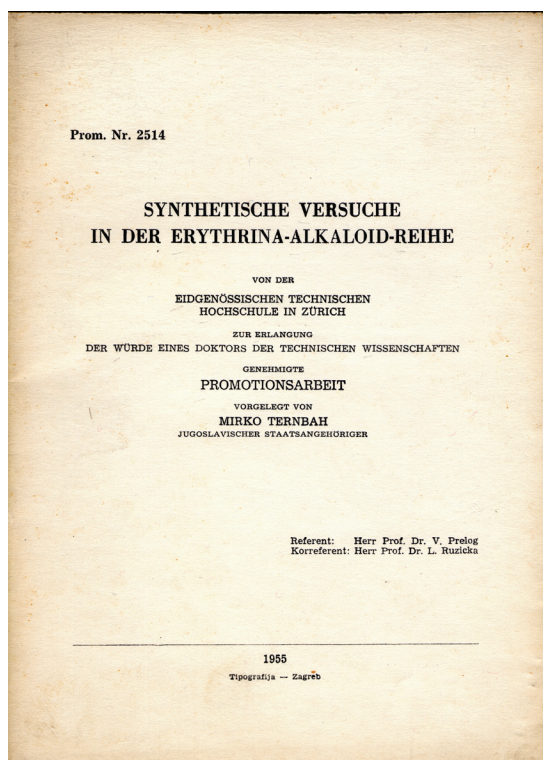 Prom. Nr. 2514
SYNTHETISCHE VERSUCHE
IN DER ERYTHRINA-ALKALOID-REIHE
VON DER
EIDGENÖSSISCHEN TECHNISCHEN
HOCHSCHULE IN ZÜRICH
ZUR ERLANGUNG
DER WÜRDE EINES DOKTORS DER TECHNISCHEN WISSENSCHAFTEN
GENEHMIGTE
PROMOTIONSARBEIT
VORGELEGT VON
MIRKO TERNBAH
JUGOSLAVISCHER STAATSANGEHÖRIGER
Referent: Herr Prof. Dr. V. Prelog
Korreferent: Herr Prof. Dr. L. Ruzicka
1955
Tipografija — Zagreb